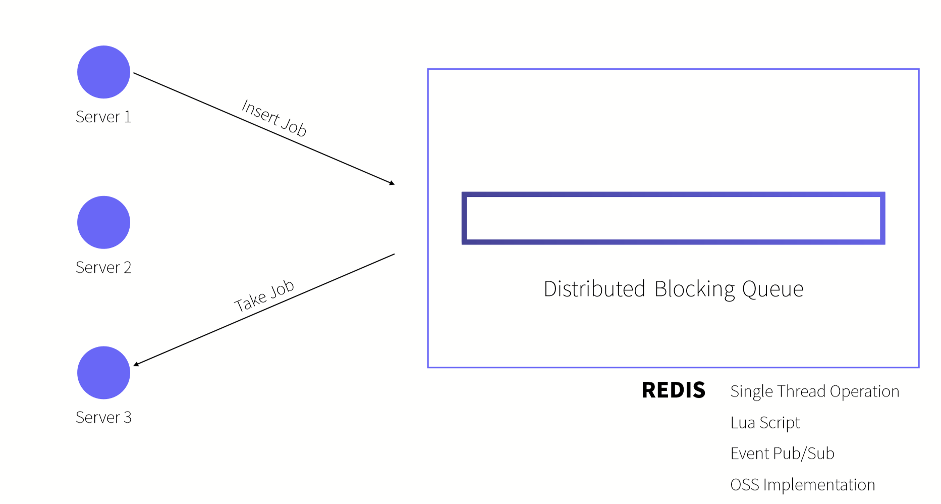 Server 1
Insert Job
Server 2
Take Job
Server 3
Distributed Blocking Queue
REDIS
Single Thread Operation
Lua Script
Event Pub/Sub
OSS Implementation